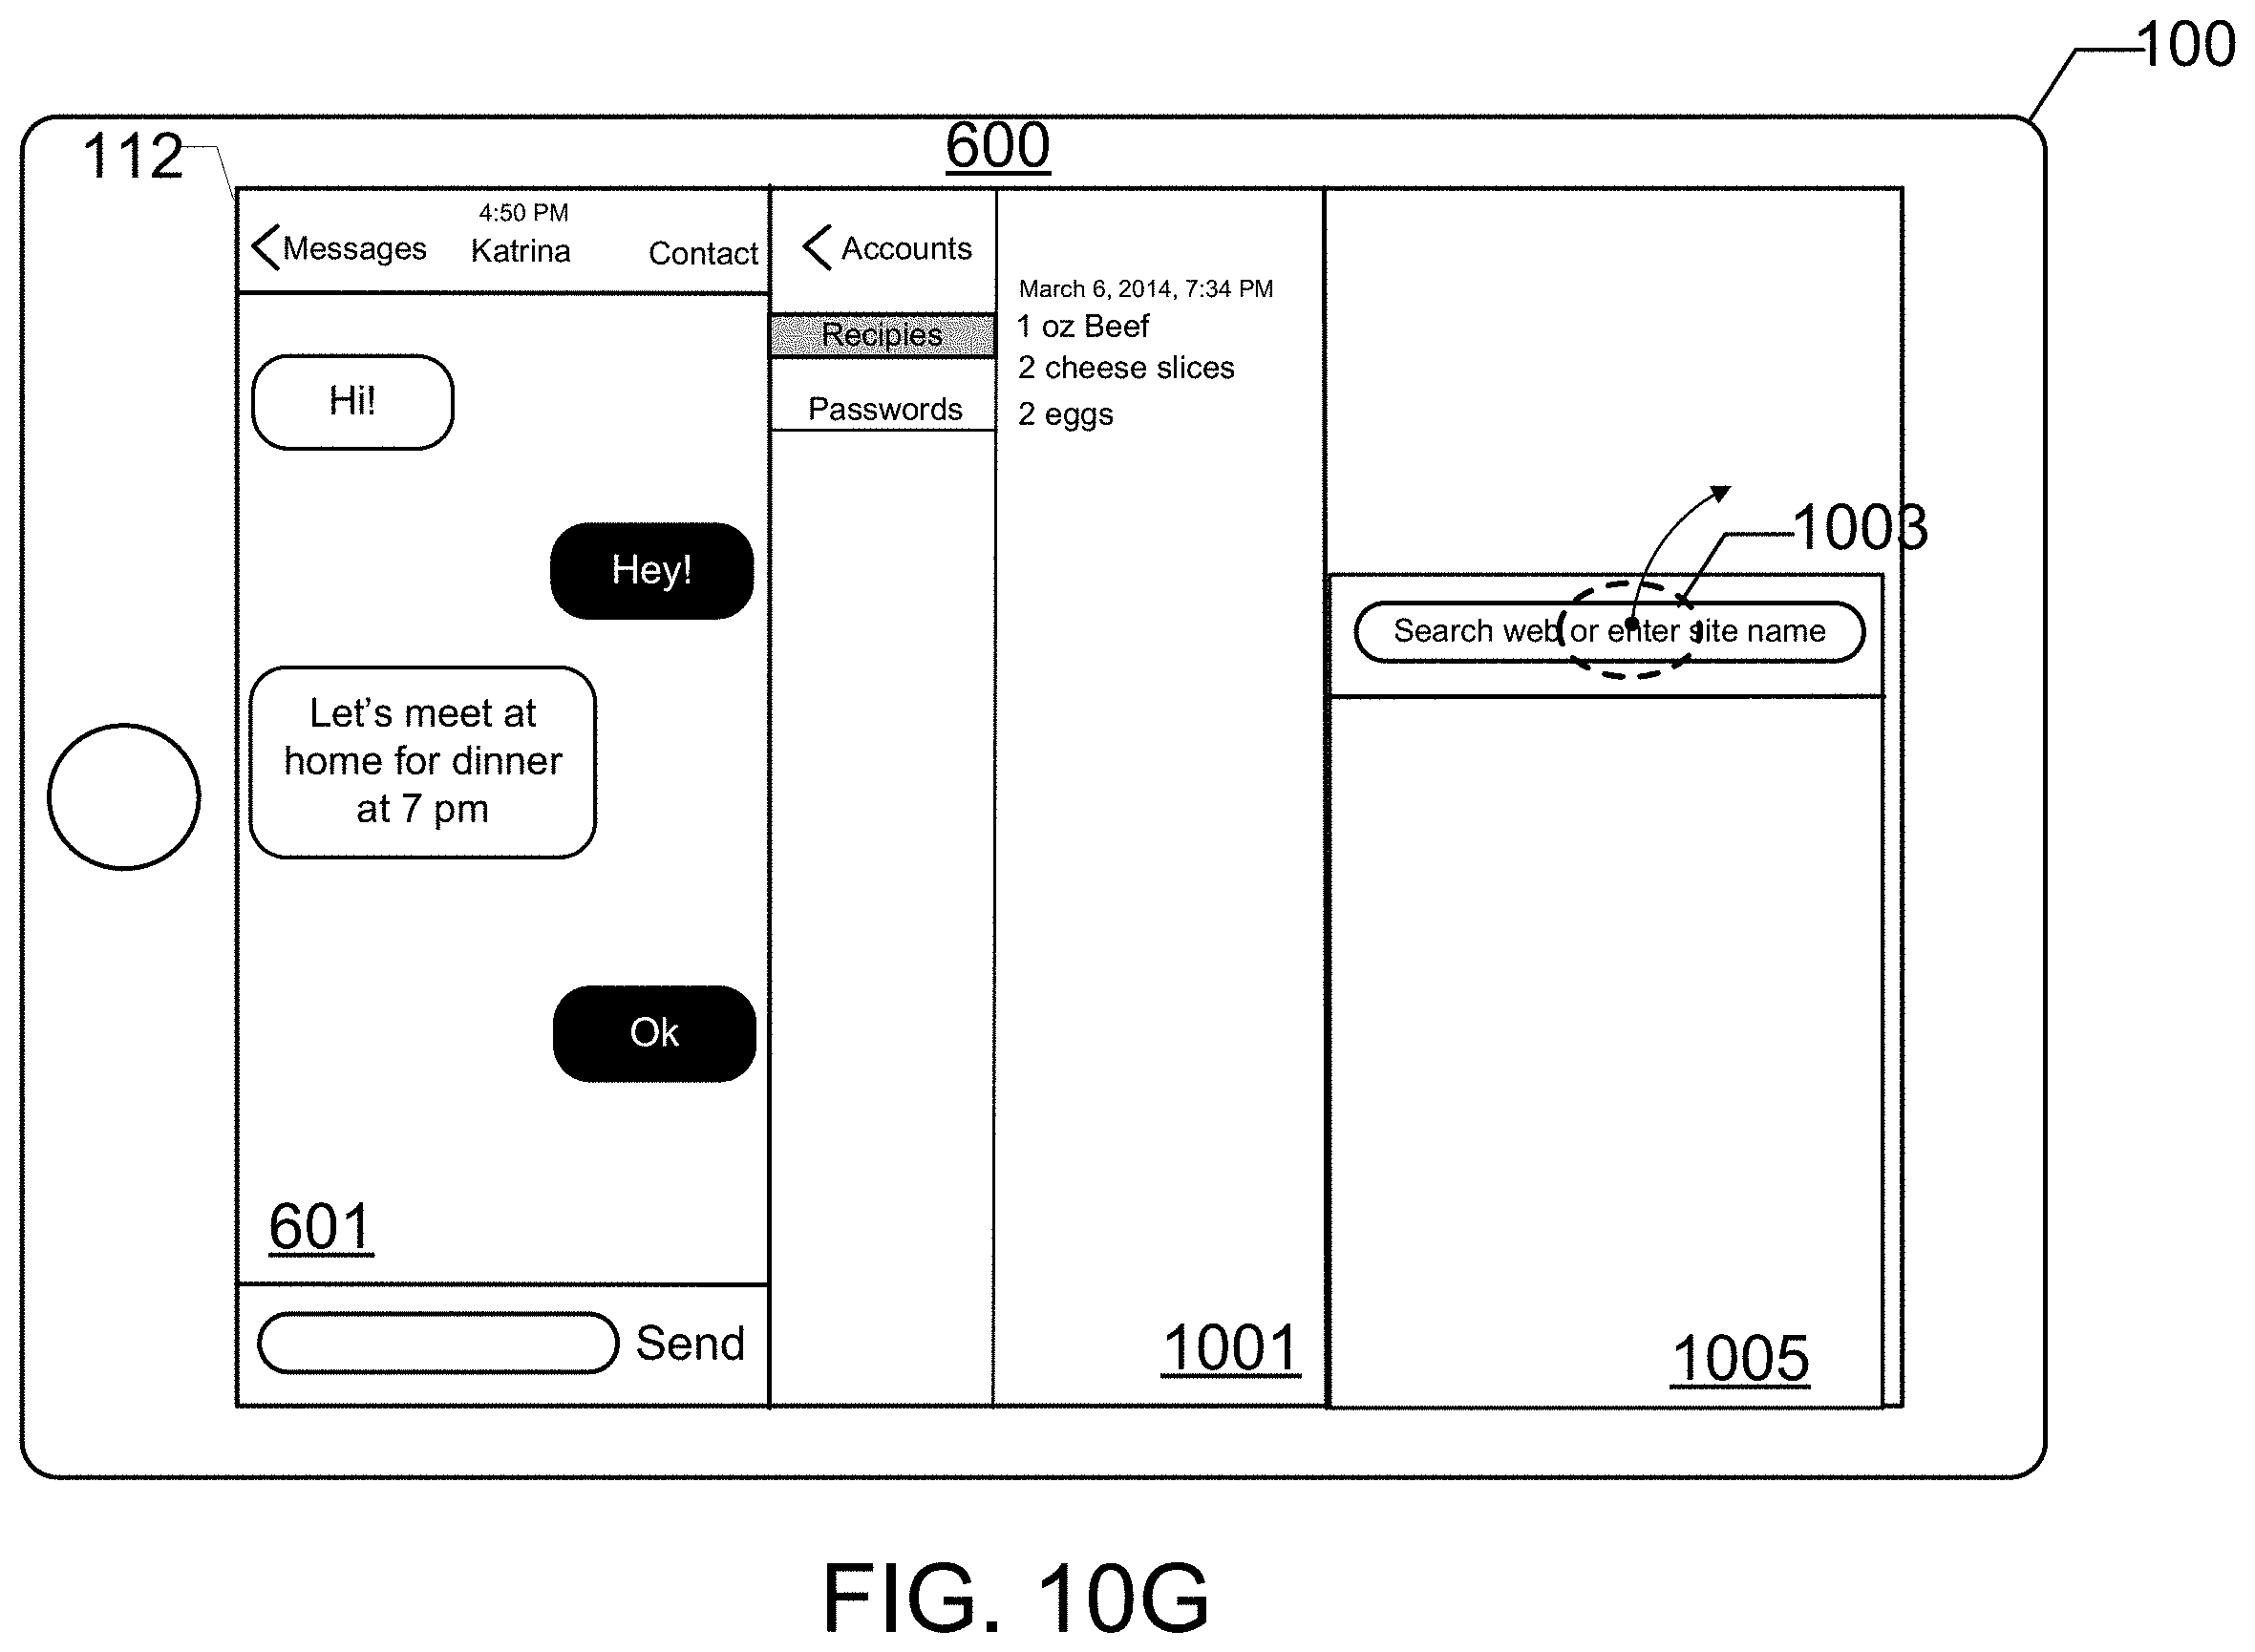 100
112
600
4:50 PM
Messages Katrina Contact
Hi!
Hey!
Let's meet at
home for dinner
at 7 pm
Ok
601
Send
Accounts
Recipies
Passwords
March 6, 2014, 7:34 PM
1 oz Beef
2 cheese slices
2 eggs
1001
1003
Search web or enter site name
1005
FIG. 10G